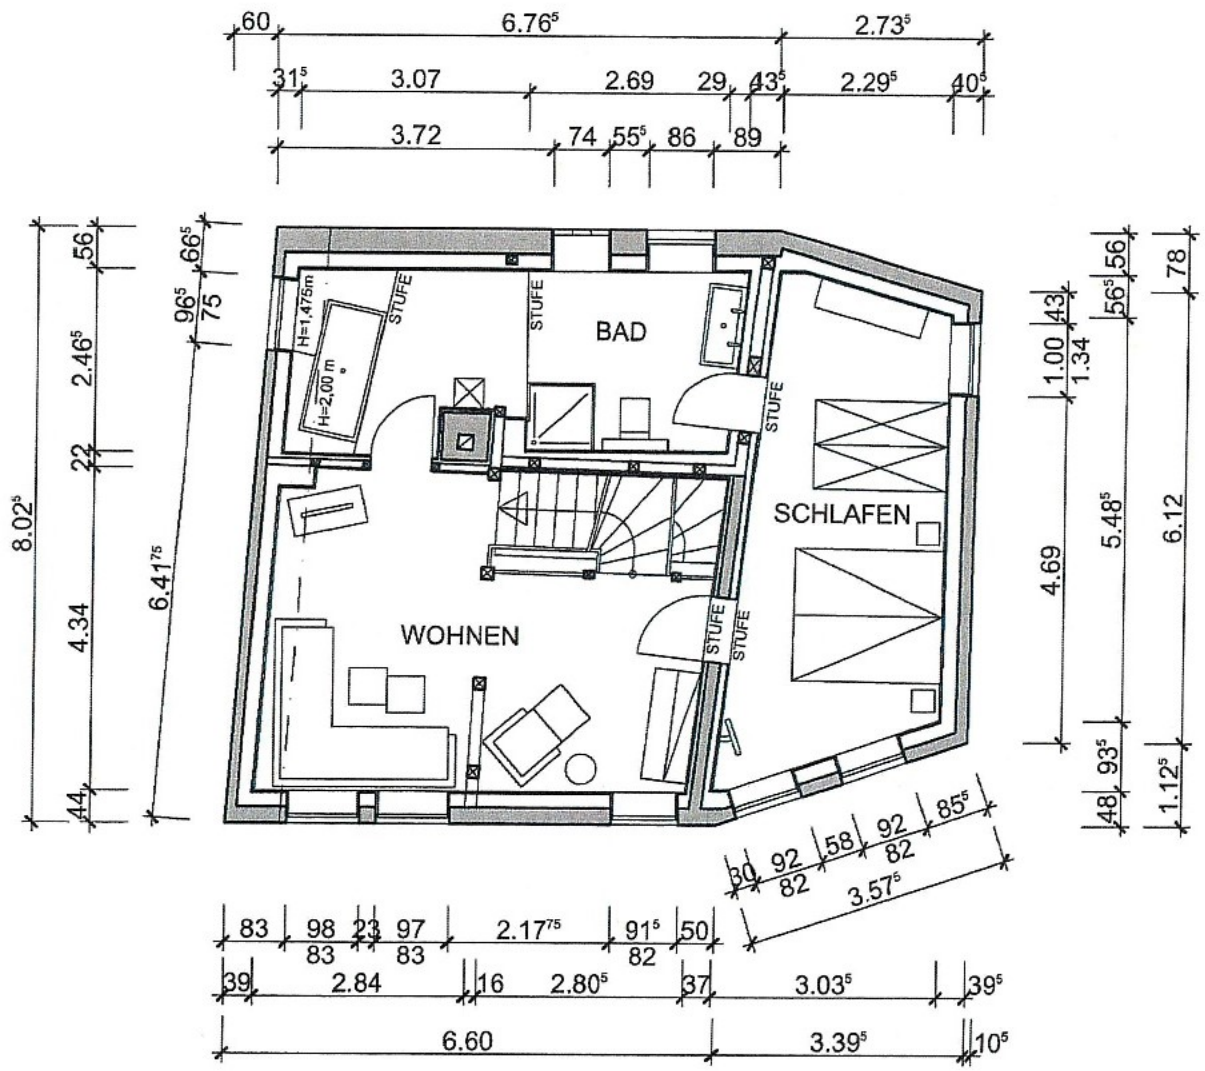 60 6.76⁵ 2.73⁵
31⁵ 3.07 2.69 29 43⁵ 2.29⁵ 40⁵
3.72 74 55⁵ 86 89
8.02⁵
56
2.46⁵
22
4.34
44
66⁵
96⁵
75
6.41⁷⁵
H=1,475m
H=2,00 m
STUFE
STUFE
BAD
STUFE
SCHLAFEN
WOHNEN
STUFE
STUFE
43
1.00
1.34
4.69
56
56⁵
5.48⁵
93⁵
48
78
6.12
1.12⁵
30 92 58 92 85⁵
82 82
3.57⁵
83 98 23 97 2.17⁷⁵ 91⁵ 50
83 83 82
39 2.84 16 2.80⁵ 37 3.03⁵ 39⁵
6.60 3.39⁵ 10⁵